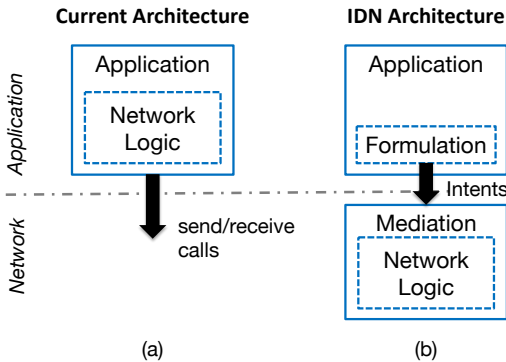 Current Architecture
IDN Architecture
Application
Application
Application
Network
Logic
Formulation
Intents
send/receive
calls
Network
Mediation
Network
Logic
(a)
(b)